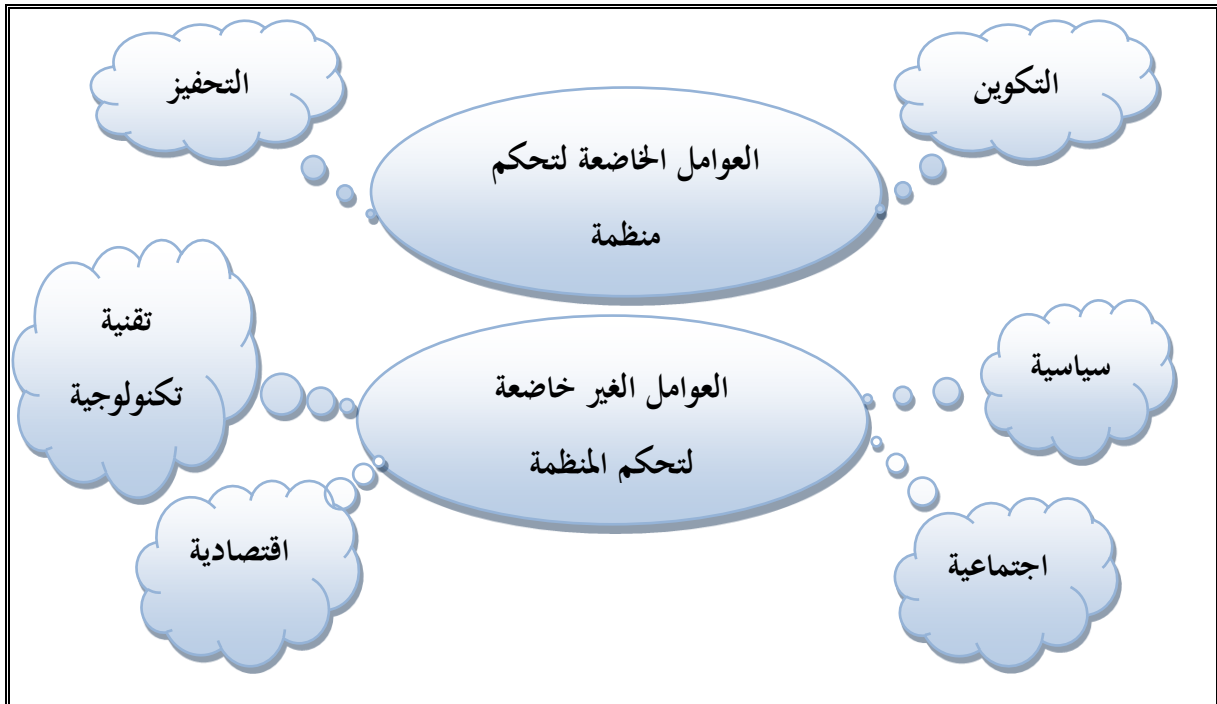 التكوين
التحفيز
العوامل الخاضعة لتحكم
منظمة
العوامل الغير خاضعة
لتحكم المنظمة
سياسية
تقنية
تكنولوجية
اجتماعية
اقتصادية